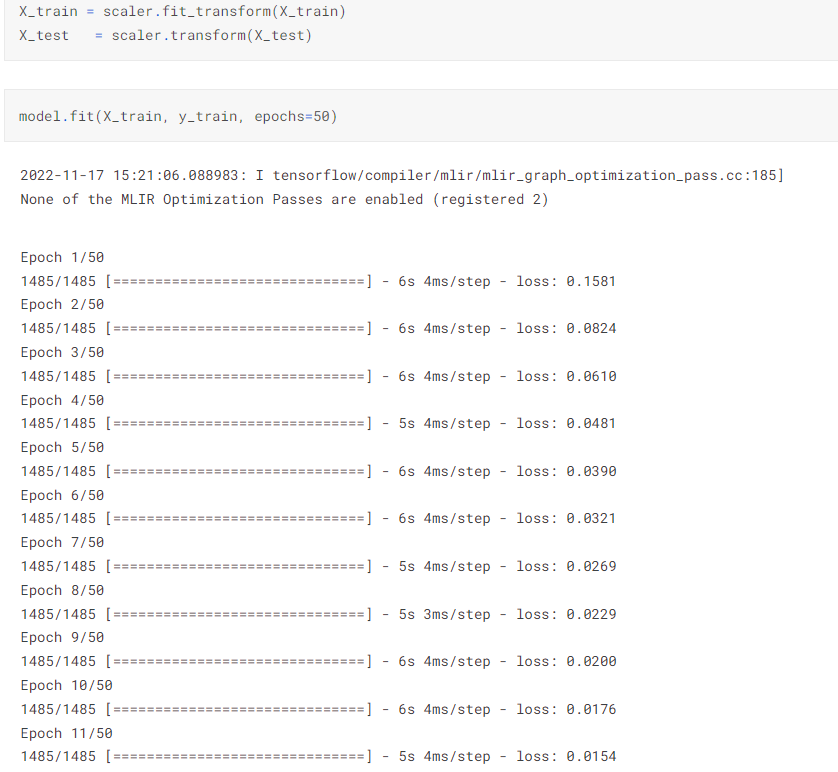 X_train = scaler.fit_transform(X_train)
X_test   = scaler.transform(X_test)
model.fit(X_train, y_train, epochs=50)
2022-11-17 15:21:06.088983: I tensorflow/compiler/mlir/mlir_graph_optimization_pass.cc:185]
None of the MLIR Optimization Passes are enabled (registered 2)
Epoch 1/50
1485/1485 [==============================] - 6s 4ms/step - loss: 0.1581
Epoch 2/50
1485/1485 [==============================] - 6s 4ms/step - loss: 0.0824
Epoch 3/50
1485/1485 [==============================] - 6s 4ms/step - loss: 0.0610
Epoch 4/50
1485/1485 [==============================] - 5s 4ms/step - loss: 0.0481
Epoch 5/50
1485/1485 [==============================] - 6s 4ms/step - loss: 0.0390
Epoch 6/50
1485/1485 [==============================] - 6s 4ms/step - loss: 0.0321
Epoch 7/50
1485/1485 [==============================] - 5s 4ms/step - loss: 0.0269
Epoch 8/50
1485/1485 [==============================] - 5s 3ms/step - loss: 0.0229
Epoch 9/50
1485/1485 [==============================] - 6s 4ms/step - loss: 0.0200
Epoch 10/50
1485/1485 [==============================] - 6s 4ms/step - loss: 0.0176
Epoch 11/50
1485/1485 [==============================] - 5s 4ms/step - loss: 0.0154